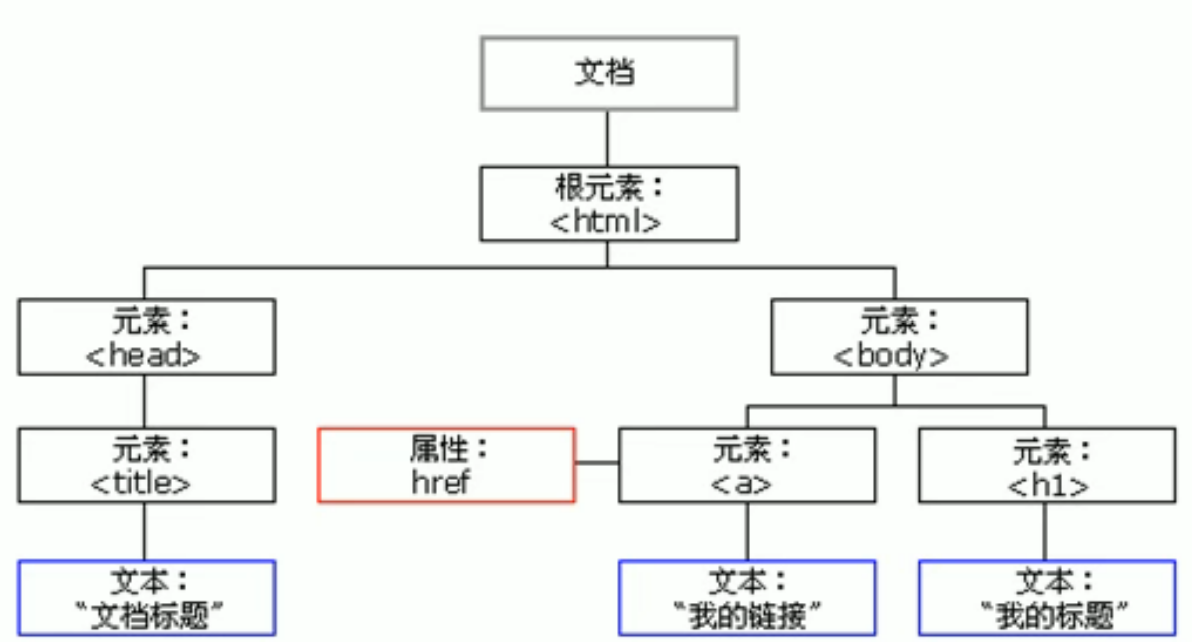 文档
根元素：
<html>
元素：
<head>
元素：
<body>
元素：
<title>
属性：
href
元素：
<a>
元素：
<h1>
文本：
“文档标题”
文本：
“我的链接”
文本：
“我的标题”